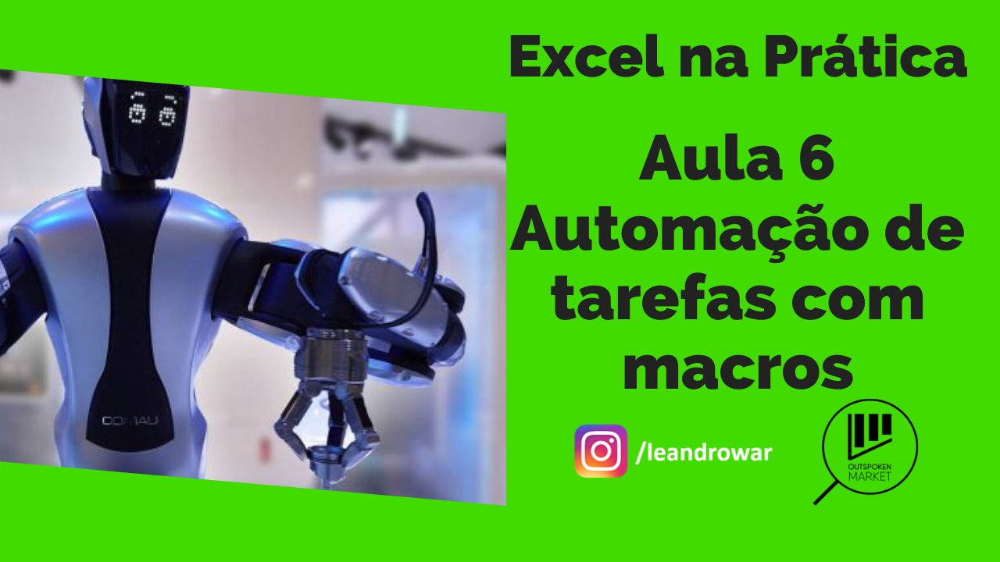 Excel na Prática
Aula 6
Automação de
tarefas com
macros
COMAU
/leandrowar
OUTSPOKEN
MARKET